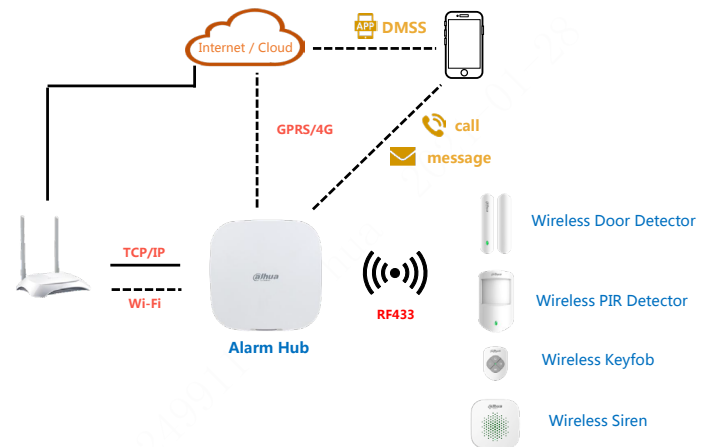 APP DMSS
Internet / Cloud
GPRS/4G
call
message
Wireless Door Detector
TCP/IP
alhua
Wi-Fi
RF433
Wireless PIR Detector
Alarm Hub
Wireless Keyfob
Wireless Siren